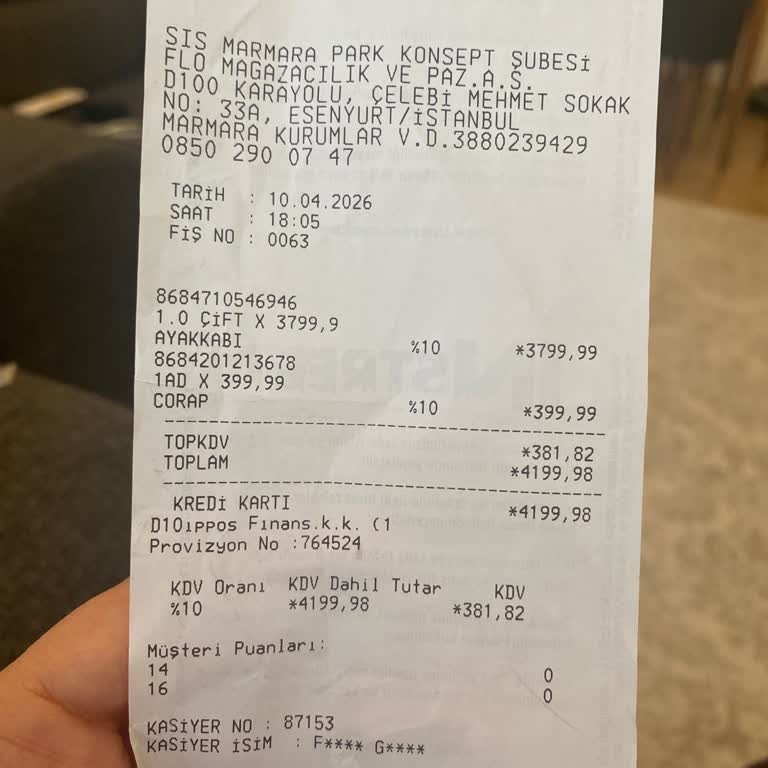 SIS MARMARA PARK KONSEPT ŞUBESİ
FLO MAGAZACILIK VE PAZ.A.Ş.
D100 KARAYOLU, ÇELEBİ MEHMET SOKAK
NO: 33A, ESENYURT/İSTANBUL
MARMARA KURUMLAR V.D.3880239429
0850 290 07 47
TARİH : 10.04.2026
SAAT : 18:05
FİŞ NO : 0063
8684710546946
1.0 ÇİFT X 3799,9
AYAKKABI %10 *3799,99
8684201213678
1AD X 399,99
CORAP %10 *399,99
TOPKDV *381,82
TOPLAM *4199,98
KREDİ KARTI *4199,98
D10ıppos Fınans.k.k. (1
Provizyon No :764524
KDV Oranı KDV Dahil Tutar KDV
%10 *4199,98 *381,82
Müşteri Puanları:
14 0
16 0
KASİYER NO : 87153
KASİYER İSİM : F**** G****